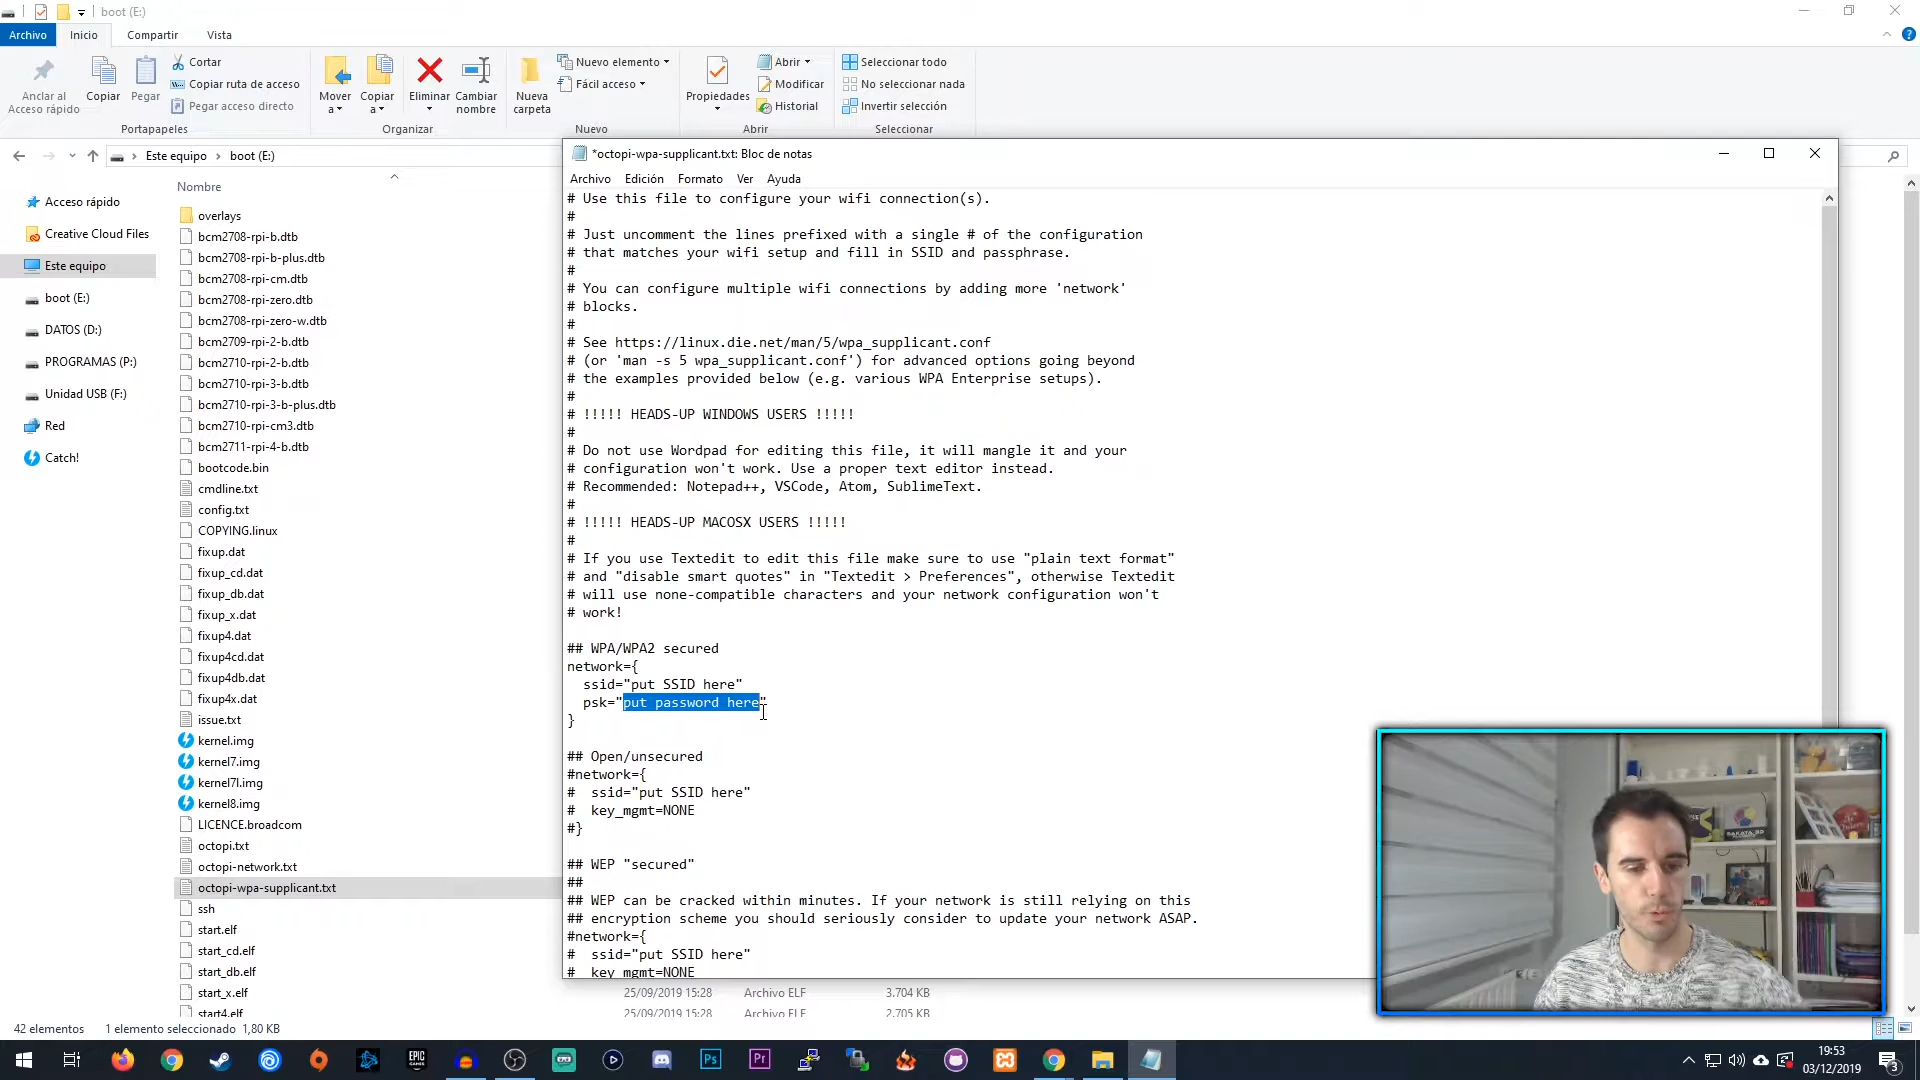 boot (E:)
Archivo
Inicio
Compartir
Vista
Anclar al
Acceso rápido
Copiar
Pegar
Cortar
Copiar ruta de acceso
Pegar acceso directo
Portapapeles
Mover
a
Copiar
a
Eliminar
Cambiar
nombre
Organizar
Nueva
carpeta
Nuevo elemento
Fácil acceso
Nuevo
Propiedades
Abrir
Modificar
Historial
Abrir
Seleccionar todo
No seleccionar nada
Invertir selección
Seleccionar
Este equipo > boot (E:)
Acceso rápido
Creative Cloud Files
Este equipo
boot (E:)
DATOS (D:)
PROGRAMAS (P:)
Unidad USB (F:)
Red
Catch!
Nombre
overlays
bcm2708-rpi-b.dtb
bcm2708-rpi-b-plus.dtb
bcm2708-rpi-cm.dtb
bcm2708-rpi-zero.dtb
bcm2708-rpi-zero-w.dtb
bcm2709-rpi-2-b.dtb
bcm2710-rpi-2-b.dtb
bcm2710-rpi-3-b.dtb
bcm2710-rpi-3-b-plus.dtb
bcm2710-rpi-cm3.dtb
bcm2711-rpi-4-b.dtb
bootcode.bin
cmdline.txt
config.txt
COPYING.linux
fixup.dat
fixup_cd.dat
fixup_db.dat
fixup_x.dat
fixup4.dat
fixup4cd.dat
fixup4db.dat
fixup4x.dat
issue.txt
kernel.img
kernel7.img
kernel7l.img
kernel8.img
LICENCE.broadcom
octopi.txt
octopi-network.txt
octopi-wpa-supplicant.txt
ssh
start.elf
start_cd.elf
start_db.elf
start_x.elf
start4.elf
25/09/2019 15:28 Archivo ELF 3.704 KB
25/09/2019 15:28 Archivo ELF 2.705 KB
*octopi-wpa-supplicant.txt: Bloc de notas
Archivo Edición Formato Ver Ayuda
# Use this file to configure your wifi connection(s).
#
# Just uncomment the lines prefixed with a single # of the configuration
# that matches your wifi setup and fill in SSID and passphrase.
#
# You can configure multiple wifi connections by adding more 'network'
# blocks.
#
# See https://linux.die.net/man/5/wpa_supplicant.conf
# (or 'man -s 5 wpa_supplicant.conf') for advanced options going beyond
# the examples provided below (e.g. various WPA Enterprise setups).
#
# !!!!! HEADS-UP WINDOWS USERS !!!!!
#
# Do not use Wordpad for editing this file, it will mangle it and your
# configuration won't work. Use a proper text editor instead.
# Recommended: Notepad++, VSCode, Atom, SublimeText.
#
# !!!!! HEADS-UP MACOSX USERS !!!!!
#
# If you use Textedit to edit this file make sure to use "plain text format"
# and "disable smart quotes" in "Textedit > Preferences", otherwise Textedit
# will use none-compatible characters and your network configuration won't
# work!
## WPA/WPA2 secured
network={
ssid="put SSID here"
psk="put password here"
}
## Open/unsecured
#network={
# ssid="put SSID here"
# key_mgmt=NONE
#}
## WEP "secured"
##
## WEP can be cracked within minutes. If your network is still relying on this
## encryption scheme you should seriously consider to update your network ASAP.
#network={
# ssid="put SSID here"
# key_mgmt=NONE
42 elementos 1 elemento seleccionado 1,80 KB
EPIC
GAMES
Ps
Pr
19:53
03/12/2019
3